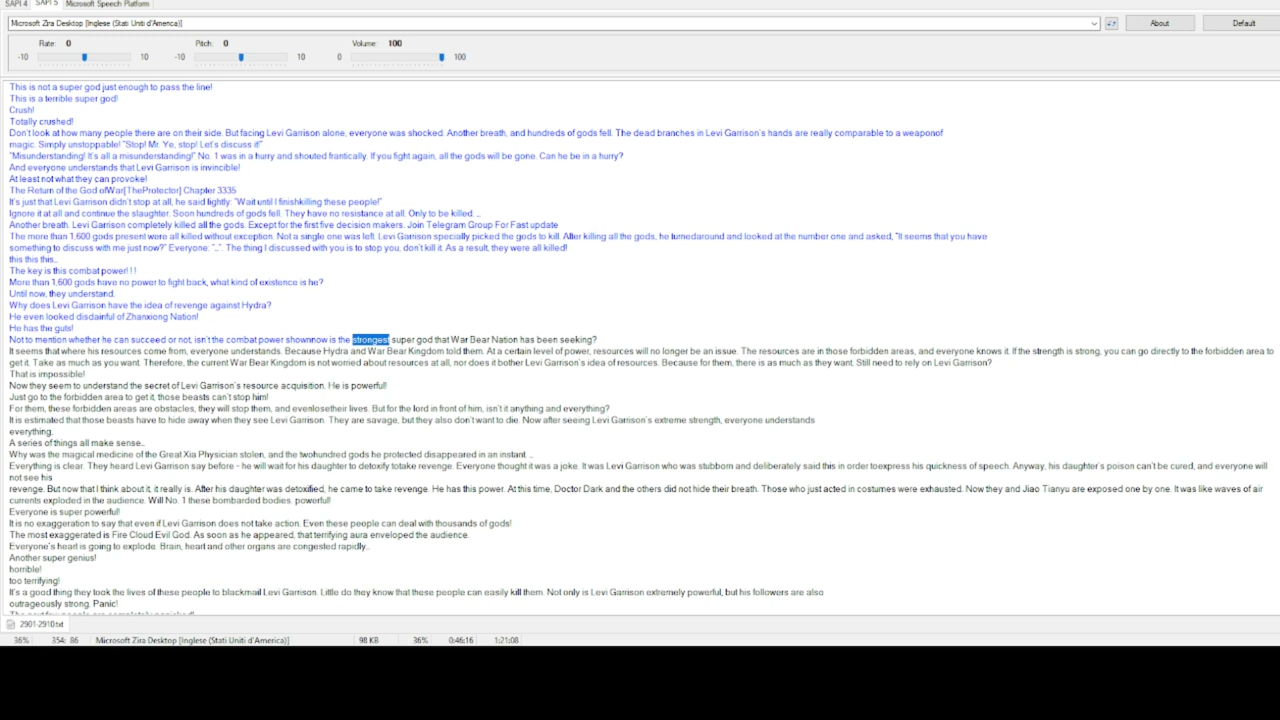 SAPI 4 SAPI 5 Microsoft Speech Platform
Microsoft Zira Desktop [Inglese (Stati Uniti d'America)] About Default
Rate: 0 Pitch: 0 Volume: 100
-10 10 -10 10 0 100
This is not a super god just enough to pass the line!
This is a terrible super god!
Crush!
Totally crushed!
Don't look at how many people there are on their side. But facing Levi Garrison alone, everyone was shocked. Another breath, and hundreds of gods fell. The dead branches in Levi Garrison's hands are really comparable to a weaponof
magic. Simply unstoppable! "Stop! Mr. Ye, stop! Let's discuss it!"
"Misunderstanding! It's all a misunderstanding!" No. 1 was in a hurry and shouted frantically. If you fight again, all the gods will be gone. Can he be in a hurry?
And everyone understands that Levi Garrison is invincible!
At least not what they can provoke!
The Return of the God ofWar[TheProtector] Chapter 3335
It's just that Levi Garrison didn't stop at all, he said lightly: "Wait until I finishkilling these people!"
Ignore it at all and continue the slaughter. Soon hundreds of gods fell. They have no resistance at all. Only to be killed. ..
Another breath. Levi Garrison completely killed all the gods. Except for the first five decision makers. Join Telegram Group For Fast update
The more than 1,600 gods present were all killed without exception. Not a single one was left. Levi Garrison specially picked the gods to kill. After killing all the gods, he turnedaround and looked at the number one and asked, "It seems that you have
something to discuss with me just now?" Everyone: "..". The thing I discussed with you is to stop you, don't kill it. As a result, they were all killed!
this this this..
The key is this combat power! ! !
More than 1,600 gods have no power to fight back, what kind of existence is he?
Until now, they understand.
Why does Levi Garrison have the idea of revenge against Hydra?
He even looked disdainful of Zhanxiong Nation!
He has the guts!
Not to mention whether he can succeed or not, isn't the combat power shownnow is the strongest super god that War Bear Nation has been seeking?
It seems that where his resources come from, everyone understands. Because Hydra and War Bear Kingdom told them. At a certain level of power, resources will no longer be an issue. The resources are in those forbidden areas, and everyone knows it. If the strength is strong, you can go directly to the forbidden area to
get it. Take as much as you want. Therefore, the current War Bear Kingdom is not worried about resources at all, nor does it bother Levi Garrison's idea of resources. Because for them, there is as much as they want. Still need to rely on Levi Garrison?
That is impossible!
Now they seem to understand the secret of Levi Garrison's resource acquisition. He is powerful!
Just go to the forbidden area to get it, those beasts can't stop him!
For them, these forbidden areas are obstacles, they will stop them, and evenlosetheir lives. But for the lord in front of him, isn't it anything and everything?
It is estimated that those beasts have to hide away when they see Levi Garrison. They are savage, but they also don't want to die. Now after seeing Levi Garrison's extreme strength, everyone understands
everything.
A series of things all make sense..
Why was the magical medicine of the Great Xia Physician stolen, and the twohundred gods he protected disappeared in an instant. ..
Everything is clear. They heard Levi Garrison say before - he will wait for his daughter to detoxify totake revenge. Everyone thought it was a joke. It was Levi Garrison who was stubborn and deliberately said this in order toexpress his quickness of speech. Anyway, his daughter's poison can't be cured, and everyone will
not see his
revenge. But now that I think about it, it really is. After his daughter was detoxified, he came to take revenge. He has this power. At this time, Doctor Dark and the others did not hide their breath. Those who just acted in costumes were exhausted. Now they and Jiao Tianyu are exposed one by one. It was like waves of air
currents exploded in the audience. Will No. 1 these bombarded bodies. powerful!
Everyone is super powerful!
It is no exaggeration to say that even if Levi Garrison does not take action. Even these people can deal with thousands of gods!
The most exaggerated is Fire Cloud Evil God. As soon as he appeared, that terrifying aura enveloped the audience.
Everyone's heart is going to explode. Brain, heart and other organs are congested rapidly..
Another super genius!
horrible!
too terrifying!
It's a good thing they took the lives of these people to blackmail Levi Garrison. Little do they know that these people can easily kill them. Not only is Levi Garrison extremely powerful, but his followers are also
outrageously strong. Panic!
2901-2910.txt
36% 354: 86 Microsoft Zira Desktop [Inglese (Stati Uniti d'America)] 98 KB 36% 0:46:16 1:21:08